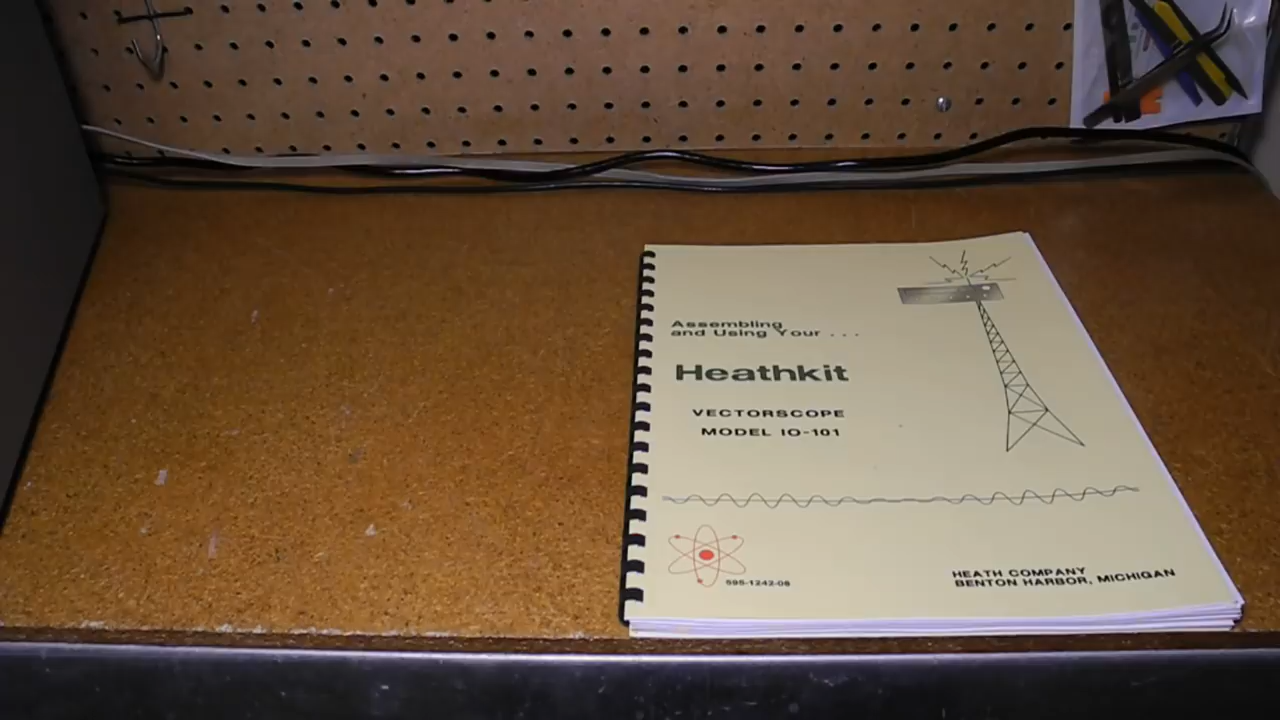 Assembling
and Using Your . . .
Heathkit
VECTORSCOPE
MODEL IO-101
595-1242-06
HEATH COMPANY
BENTON HARBOR, MICHIGAN